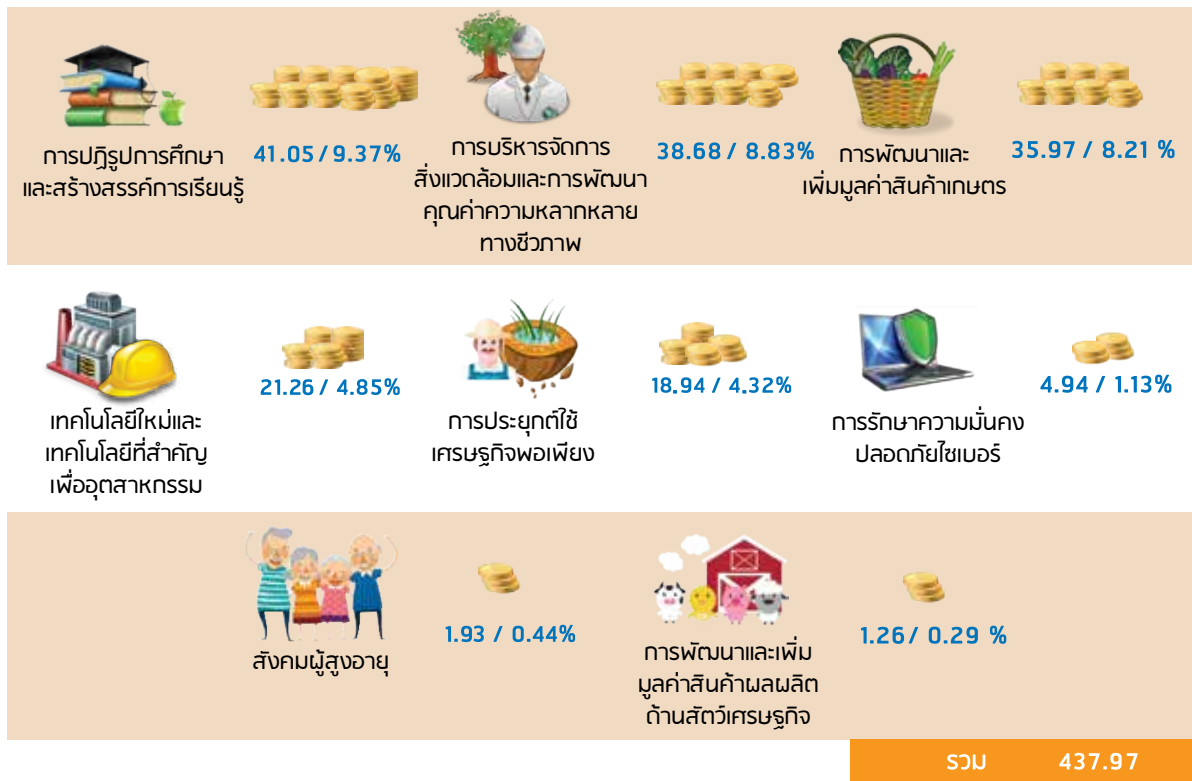 การปฏิรูปการศึกษา
และสร้างสรรค์การเรียนรู้
41.05 / 9.37%
การบริหารจัดการ
สิ่งแวดล้อมและการพัฒนา
คุณค่าความหลากหลาย
ทางชีวภาพ
38.68 / 8.83%
การพัฒนาและ
เพิ่มมูลค่าสินค้าเกษตร
35.97 / 8.21 %
เทคโนโลยีใหม่และ
เทคโนโลยีที่สำคัญ
เพื่ออุตสาหกรรม
21.26 / 4.85%
การประยุกต์ใช้
เศรษฐกิจพอเพียง
18.94 / 4.32%
การรักษาความมั่นคง
ปลอดภัยไซเบอร์
4.94 / 1.13%
สังคมผู้สูงอายุ
1.93 / 0.44%
การพัฒนาและเพิ่ม
มูลค่าสินค้าผลผลิต
ด้านสัตว์เศรษฐกิจ
1.26 / 0.29 %
รวม 437.97